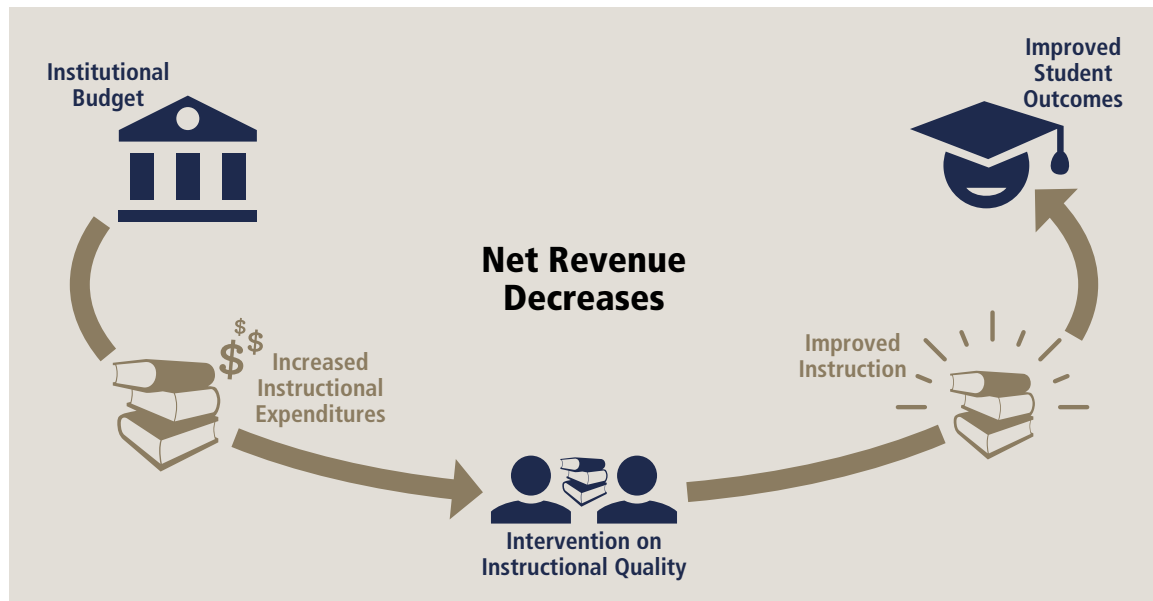 Institutional
Budget
Improved
Student
Outcomes
Net Revenue
Decreases
$
$
$
Increased
Instructional
Expenditures
Improved
Instruction
Intervention on
Instructional Quality